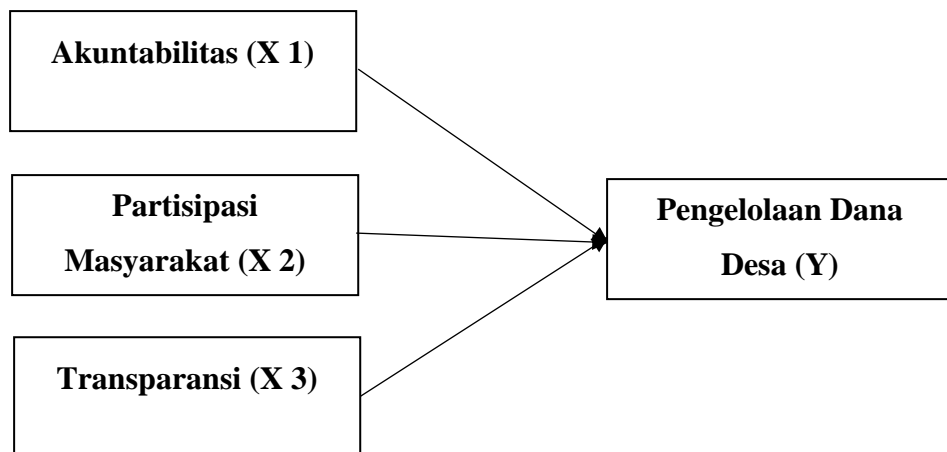 Akuntabilitas (X 1)
Partisipasi
Masyarakat (X 2)
Transparansi (X 3)
Pengelolaan Dana
Desa (Y)